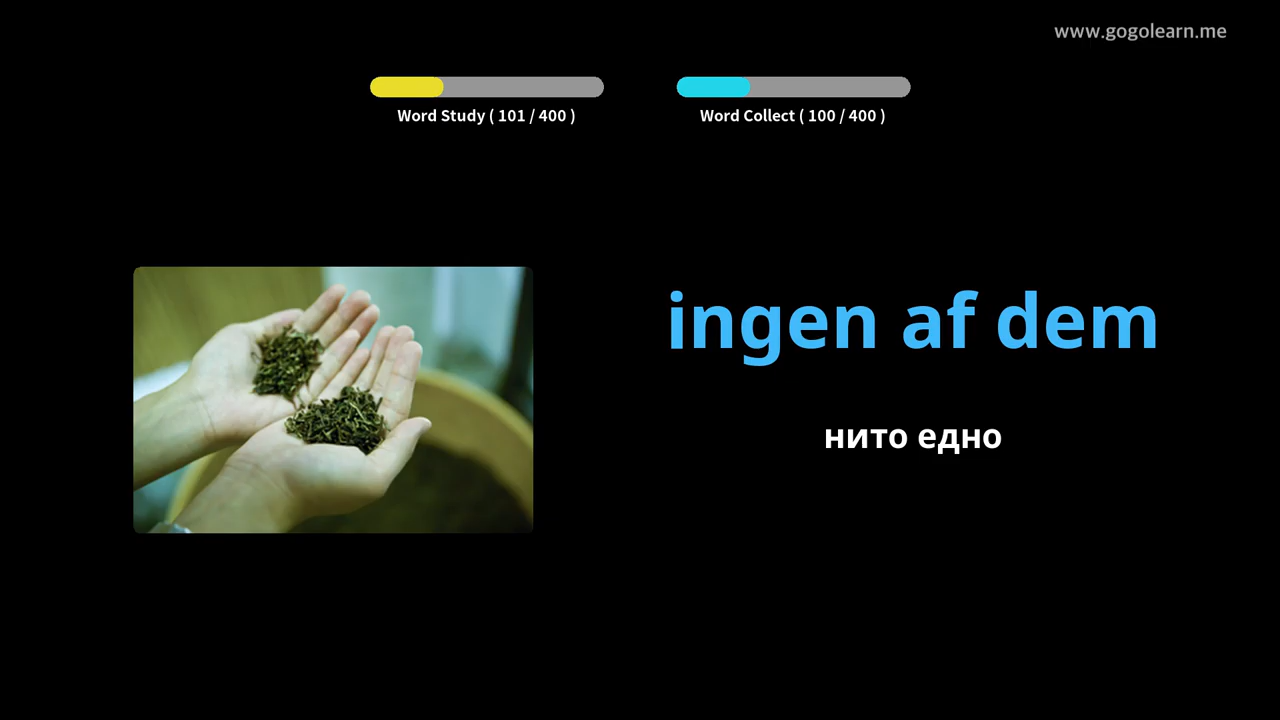 www.gogolearn.me
Word Study ( 101 / 400 )
Word Collect ( 100 / 400 )
ingen af dem
нито едно